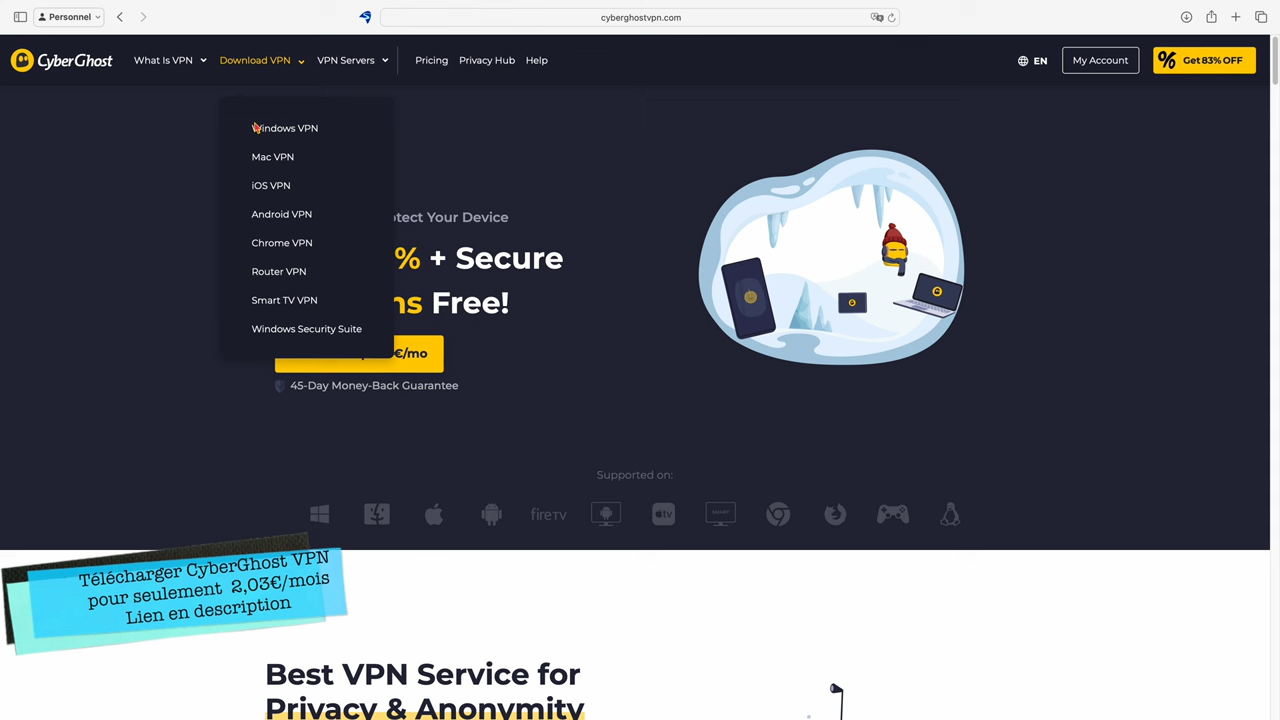 Personnel
cyberghostvpn.com
CyberGhost
What Is VPN
Download VPN
VPN Servers
Pricing
Privacy Hub
Help
EN
My Account
% Get 83% OFF
Windows VPN
Mac VPN
iOS VPN
Android VPN
Chrome VPN
Router VPN
Smart TV VPN
Windows Security Suite
Protect Your Device
% + Secure
Free!
€/mo
45-Day Money-Back Guarantee
Supported on:
fireTV
tv
Télécharger CyberGhost VPN
pour seulement 2,03€/mois
Lien en description
Best VPN Service for
Privacy & Anonymity